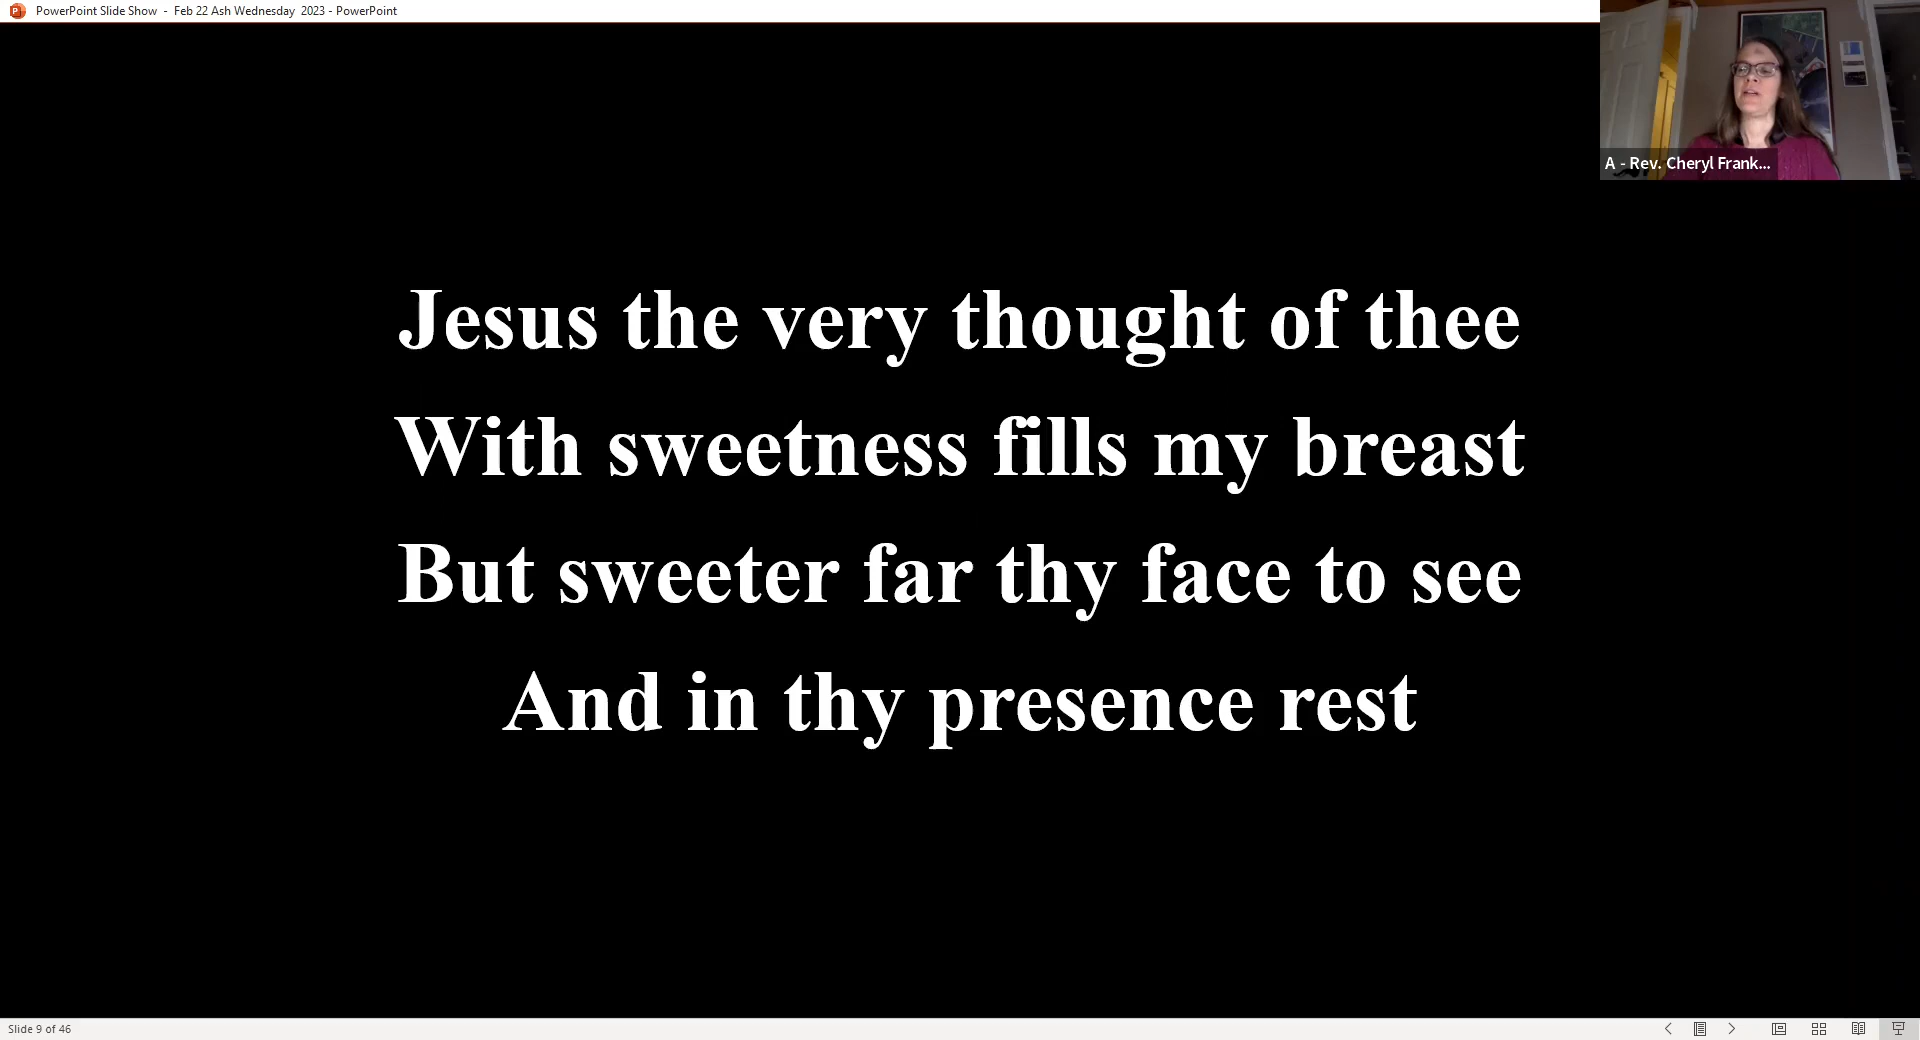 PowerPoint Slide Show - Feb 22 Ash Wednesday 2023 - PowerPoint
A - Rev. Cheryl Frank...
Jesus the very thought of thee
With sweetness fills my breast
But sweeter far thy face to see
And in thy presence rest
Slide 9 of 46